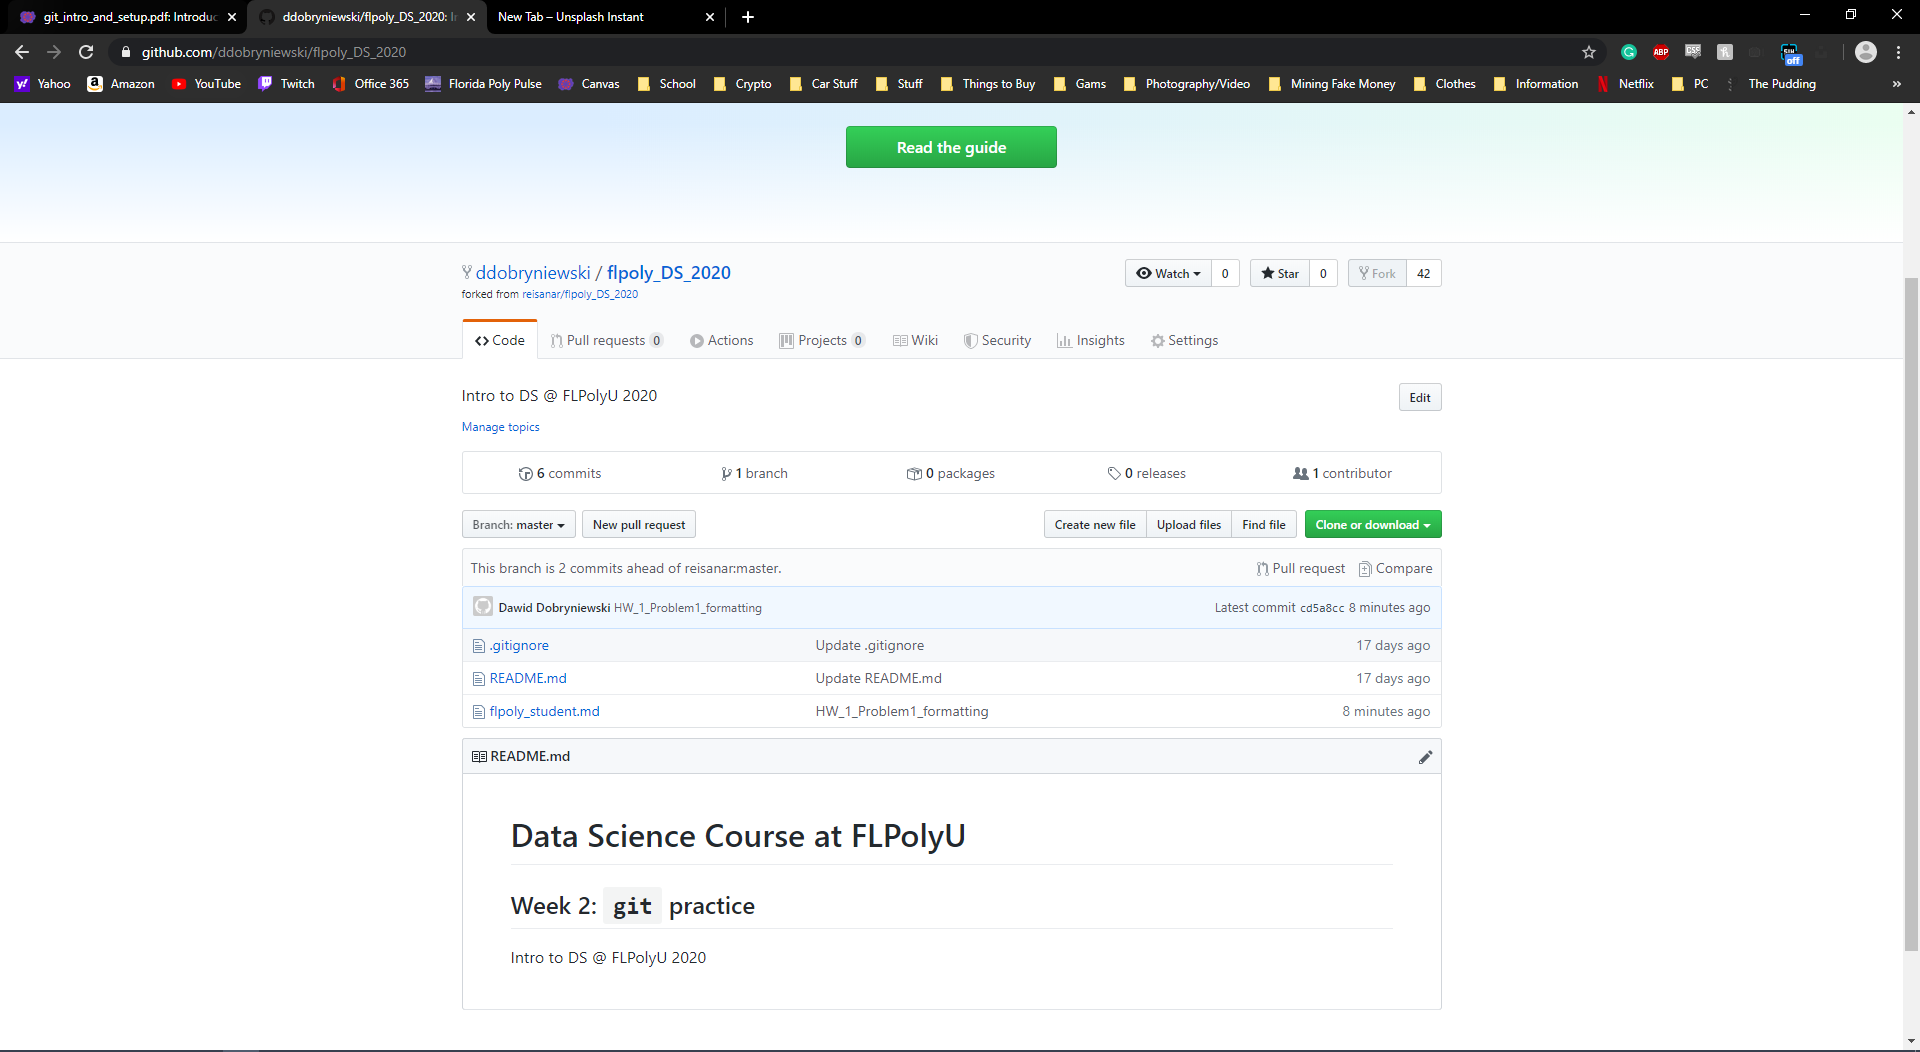 git_intro_and_setup.pdf: Introduc
ddobryniewski/flpoly_DS_2020: I
New Tab – Unsplash Instant
github.com/ddobryniewski/flpoly_DS_2020
ABP
off
Yahoo Amazon YouTube Twitch Office 365 Florida Poly Pulse Canvas School Crypto Car Stuff Stuff Things to Buy Gams Photography/Video Mining Fake Money Clothes Information Netflix PC The Pudding »
Read the guide
ddobryniewski / flpoly_DS_2020
Watch 0 Star 0 Fork 42
forked from reisanar/flpoly_DS_2020
Code Pull requests 0 Actions Projects 0 Wiki Security Insights Settings
Intro to DS @ FLPolyU 2020
Edit
Manage topics
6 commits 1 branch 0 packages 0 releases 1 contributor
Branch: master New pull request Create new file Upload files Find file Clone or download
This branch is 2 commits ahead of reisanar:master. Pull request Compare
Dawid Dobryniewski HW_1_Problem1_formatting Latest commit cd5a8cc 8 minutes ago
.gitignore Update .gitignore 17 days ago
README.md Update README.md 17 days ago
flpoly_student.md HW_1_Problem1_formatting 8 minutes ago
README.md
Data Science Course at FLPolyU
Week 2: git practice
Intro to DS @ FLPolyU 2020